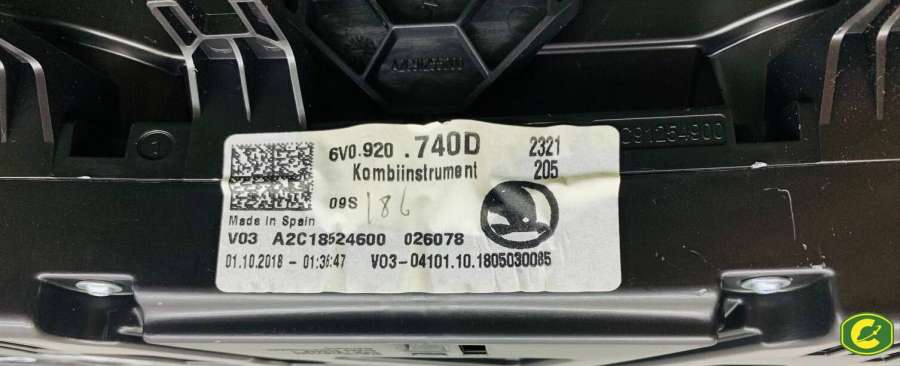 6V0.920 .740D 2321
Kombiinstrument 205
09S 186
Made in Spain
V03 A2C18524600 026078
01.10.2018 - 01:36:47 V03-04101.10.1805030085